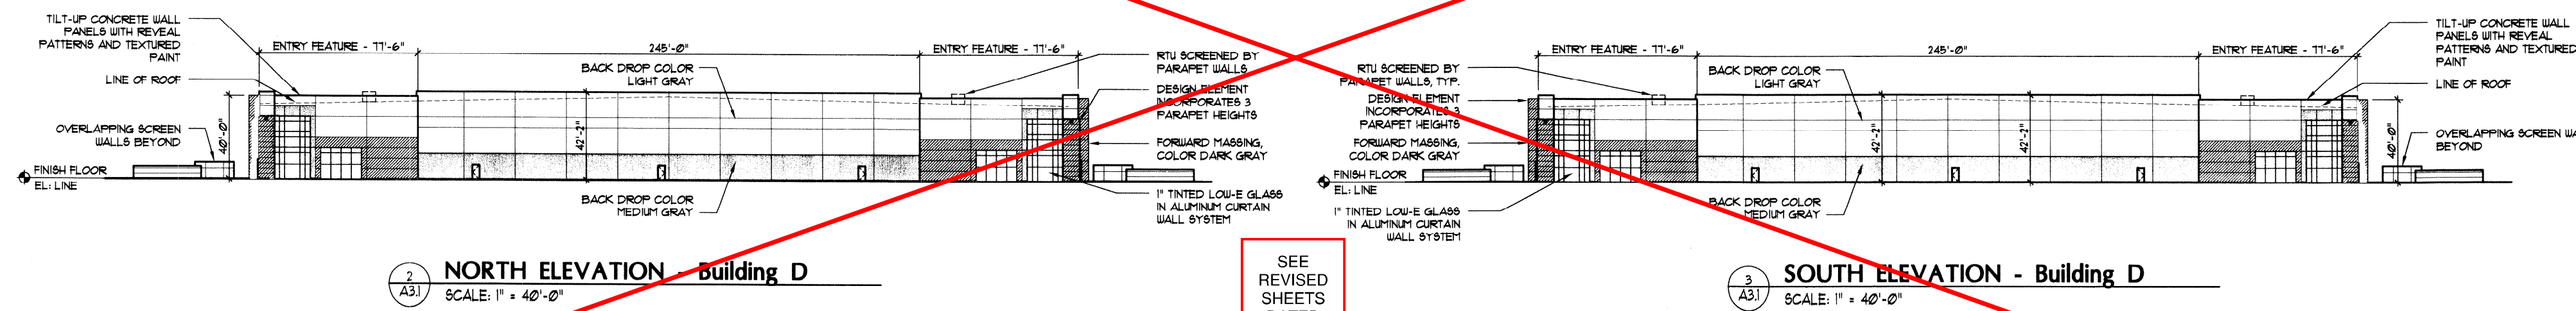 TILT-UP CONCRETE WALL
PANELS WITH REVEAL
PATTERNS AND TEXTURED
PAINT
LINE OF ROOF
OVERLAPPING SCREEN
WALLS BEYOND
FINISH FLOOR
EL: LINE
ENTRY FEATURE - 77'-6"
245'-0"
ENTRY FEATURE - 77'-6"
BACK DROP COLOR
LIGHT GRAY
40'-0"
42'-2"
BACK DROP COLOR
MEDIUM GRAY
RTU SCREENED BY
PARAPET WALLS
DESIGN ELEMENT
INCORPORATES 3
PARAPET HEIGHTS
FORWARD MASSING,
COLOR DARK GRAY
1" TINTED LOW-E GLASS
IN ALUMINUM CURTAIN
WALL SYSTEM
2
A3.1
NORTH ELEVATION - Building D
SCALE: 1" = 40'-0"
SEE
REVISED
SHEETS
RTU SCREENED BY
PARAPET WALLS, TYP.
DESIGN ELEMENT
INCORPORATES 3
PARAPET HEIGHTS
FORWARD MASSING,
COLOR DARK GRAY
FINISH FLOOR
EL: LINE
1" TINTED LOW-E GLASS
IN ALUMINUM CURTAIN
WALL SYSTEM
ENTRY FEATURE - 77'-6"
245'-0"
ENTRY FEATURE - 77'-6"
BACK DROP COLOR
LIGHT GRAY
42'-2"
42'-2"
40'-0"
BACK DROP COLOR
MEDIUM GRAY
TILT-UP CONCRETE WALL
PANELS WITH REVEAL
PATTERNS AND TEXTURED
PAINT
LINE OF ROOF
OVERLAPPING SCREEN
BEYOND
3
A3.1
SOUTH ELEVATION - Building D
SCALE: 1" = 40'-0"